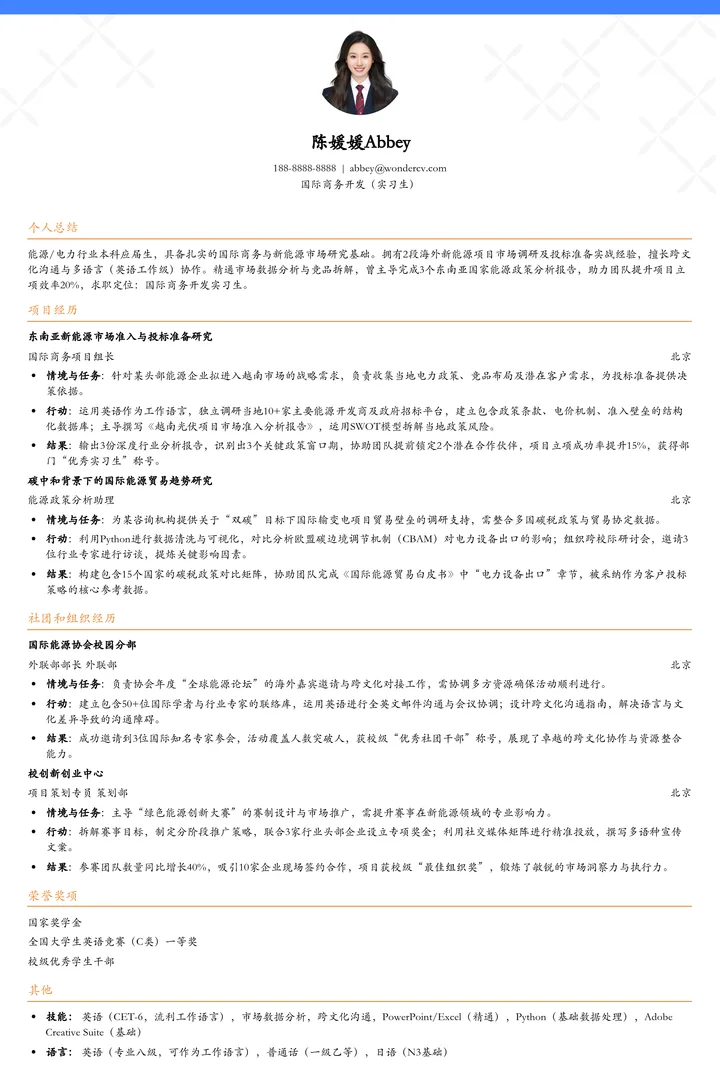 陈媛媛Abbey
188-8888-8888 | abbey@wondercv.com
国际商务开发（实习生）
个人总结
能源/电力行业本科应届生，具备扎实的国际商务与新能源市场研究基础。拥有2段海外新能源项目市场调研及投标准备实战经验，擅长跨文
化沟通与多语言（英语工作级）协作。精通市场数据分析与竞品拆解，曾主导完成3个东南亚国家能源政策分析报告，助力团队提升项目立
项效率20%，求职定位：国际商务开发实习生。
项目经历
东南亚新能源市场准入与投标准备研究
国际商务项目组长 北京
• 情境与任务：针对某头部能源企业拟进入越南市场的战略需求，负责收集当地电力政策、竞品布局及潜在客户需求，为投标准备提供决
策依据。
• 行动：运用英语作为工作语言，独立调研当地10+家主要能源开发商及政府招标平台，建立包含政策条款、电价机制、准入壁垒的结构
化数据库；主导撰写《越南光伏项目市场准入分析报告》，运用SWOT模型拆解当地政策风险。
• 结果：输出3份深度行业分析报告，识别出3个关键政策窗口期，协助团队提前锁定2个潜在合作伙伴，项目立项成功率提升15%，获得部
门“优秀实习生”称号。
碳中和背景下的国际能源贸易趋势研究
能源政策分析助理 北京
• 情境与任务：为某咨询机构提供关于“双碳”目标下国际输变电项目贸易壁垒的调研支持，需整合多国碳税政策与贸易协定数据。
• 行动：利用Python进行数据清洗与可视化，对比分析欧盟碳边境调节机制（CBAM）对电力设备出口的影响；组织跨校际研讨会，邀请3
位行业专家进行访谈，提炼关键影响因素。
• 结果：构建包含15个国家的碳税政策对比矩阵，协助团队完成《国际能源贸易白皮书》中“电力设备出口”章节，被采纳作为客户投标
策略的核心参考数据。
社团和组织经历
国际能源协会校园分部
外联部部长 外联部 北京
• 情境与任务：负责协会年度“全球能源论坛”的海外嘉宾邀请与跨文化对接工作，需协调多方资源确保活动顺利进行。
• 行动：建立包含50+位国际学者与行业专家的联络库，运用英语进行全英文邮件沟通与会议协调；设计跨文化沟通指南，解决语言与文
化差异导致的沟通障碍。
• 结果：成功邀请到3位国际知名专家参会，活动覆盖人数突破人，获校级“优秀社团干部”称号，展现了卓越的跨文化协作与资源整合
能力。
校创新创业中心
项目策划专员 策划部 北京
• 情境与任务：主导“绿色能源创新大赛”的赛制设计与市场推广，需提升赛事在新能源领域的专业影响力。
• 行动：拆解赛事目标，制定分阶段推广策略，联合3家行业头部企业设立专项奖金；利用社交媒体矩阵进行精准投放，撰写多语种宣传
文案。
• 结果：参赛团队数量同比增长40%，吸引10家企业现场签约合作，项目获校级“最佳组织奖”，锻炼了敏锐的市场洞察力与执行力。
荣誉奖项
国家奖学金
全国大学生英语竞赛（C类）一等奖
校级优秀学生干部
其他
• 技能： 英语（CET-6，流利工作语言），市场数据分析，跨文化沟通，PowerPoint/Excel（精通），Python（基础数据处理），Adobe
Creative Suite（基础）
• 语言： 英语（专业八级，可作为工作语言），普通话（一级乙等），日语（N3基础）